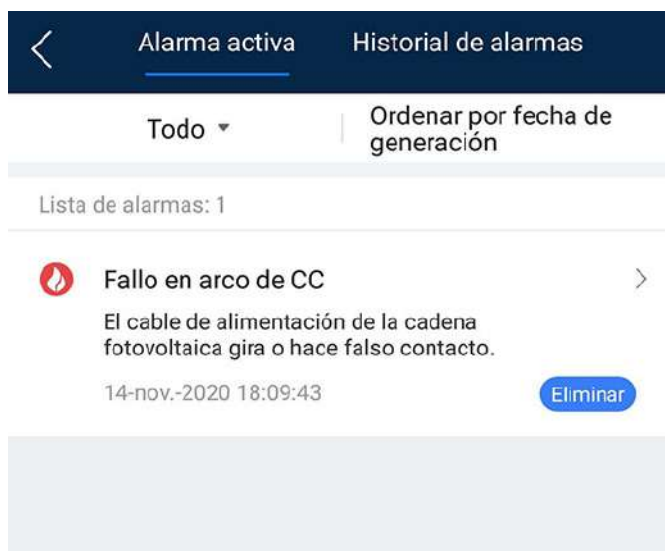 Alarma activa
Historial de alarmas
Todo
Ordenar por fecha de
generación
Lista de alarmas: 1
Fallo en arco de CC
El cable de alimentación de la cadena
fotovoltaica gira o hace falso contacto.
14-nov.-2020 18:09:43
Eliminar